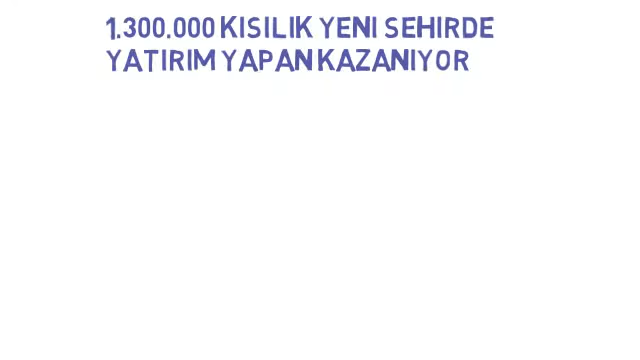 1.300.000 KISILIK YENI SEHIRDE
YATIRIM YAPAN KAZANIYOR